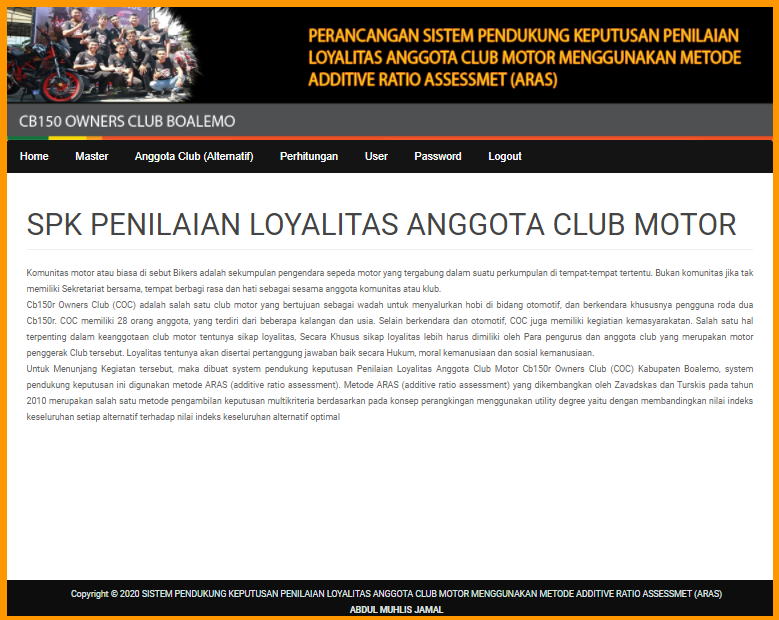 PERANCANGAN SISTEM PENDUKUNG KEPUTUSAN PENILAIAN
LOYALITAS ANGGOTA CLUB MOTOR MENGGUNAKAN METODE
ADDITIVE RATIO ASSESSMET (ARAS)
CB150 OWNERS CLUB BOALEMO
Home Master Anggota Club (Alternatif) Perhitungan User Password Logout
SPK PENILAIAN LOYALITAS ANGGOTA CLUB MOTOR
Komunitas motor atau biasa di sebut Bikers adalah sekumpulan pengendara sepeda motor yang tergabung dalam suatu perkumpulan di tempat-tempat tertentu. Bukan komunitas jika tak
memiliki Sekretariat bersama, tempat berbagi rasa dan hati sebagai sesama anggota komunitas atau klub.
Cb150r Owners Club (COC) adalah salah satu club motor yang bertujuan sebagai wadah untuk menyalurkan hobi di bidang otomotif, dan berkendara khususnya pengguna roda dua
Cb150r. COC memiliki 28 orang anggota, yang terdiri dari beberapa kalangan dan usia. Selain berkendara dan otomotif, COC juga memiliki kegiatan kemasyarakatan. Salah satu hal
terpenting dalam keanggotaan club motor tentunya sikap loyalitas, Secara Khusus sikap loyalitas lebih harus dimiliki oleh Para pengurus dan anggota club yang merupakan motor
penggerak Club tersebut. Loyalitas tentunya akan disertai pertanggung jawaban baik secara Hukum, moral kemanusiaan dan sosial kemanusiaan.
Untuk Menunjang Kegiatan tersebut, maka dibuat system pendukung keputusan Penilaian Loyalitas Anggota Club Motor Cb150r Owners Club (COC) Kabupaten Boalemo, system
pendukung keputusan ini digunakan metode ARAS (additive ratio assessment). Metode ARAS (additive ratio assessment) yang dikembangkan oleh Zavadskas dan Turskis pada tahun
2010 merupakan salah satu metode pengambilan keputusan multikriteria berdasarkan pada konsep perangkingan menggunakan utility degree yaitu dengan membandingkan nilai indeks
keseluruhan setiap alternatif terhadap nilai indeks keseluruhan alternatif optimal
Copyright © 2020 SISTEM PENDUKUNG KEPUTUSAN PENILAIAN LOYALITAS ANGGOTA CLUB MOTOR MENGGUNAKAN METODE ADDITIVE RATIO ASSESSMET (ARAS)
ABDUL MUHLIS JAMAL